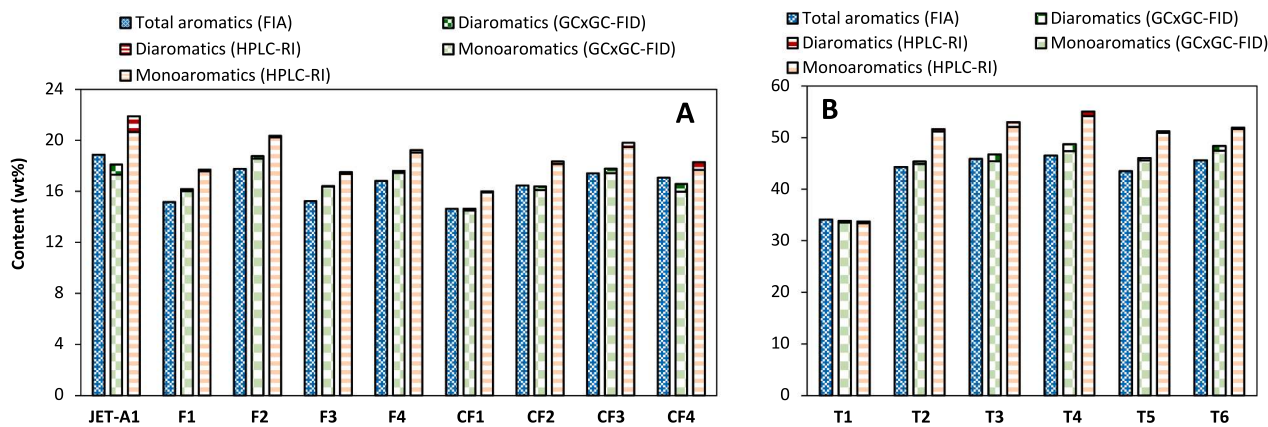 Total aromatics (FIA)
Diaromatics (GCxGC-FID)
Diaromatics (HPLC-RI)
Monoaromatics (GCxGC-FID)
Monoaromatics (HPLC-RI)
24
20
16
12
8
4
0
Content (wt%)
A
JET-A1 F1 F2 F3 F4 CF1 CF2 CF3 CF4
Total aromatics (FIA)
Diaromatics (GCxGC-FID)
Diaromatics (HPLC-RI)
Monoaromatics (GCxGC-FID)
Monoaromatics (HPLC-RI)
60
50
40
30
20
10
0
B
T1 T2 T3 T4 T5 T6